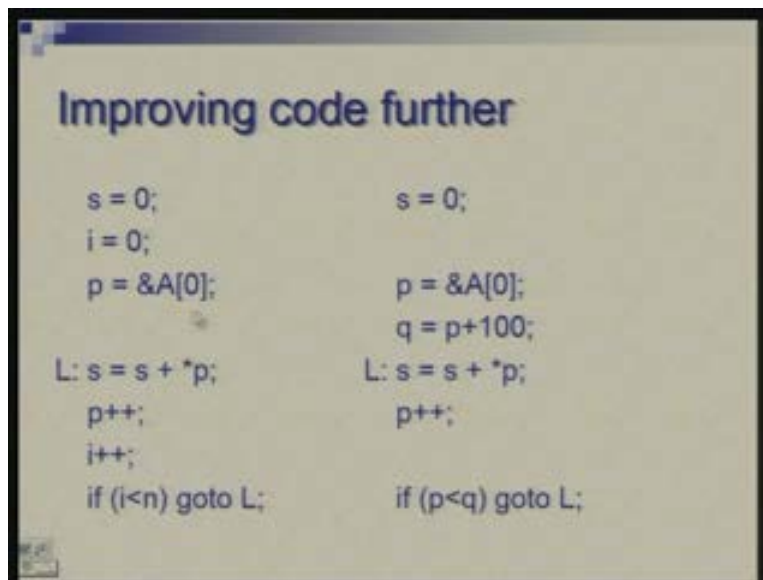 Improving code further
s = 0;
i = 0;
p = &A[0];
L: s = s + *p;
p++;
i++;
if (i<n) goto L;
s = 0;
p = &A[0];
q = p+100;
L: s = s + *p;
p++;
if (p<q) goto L;